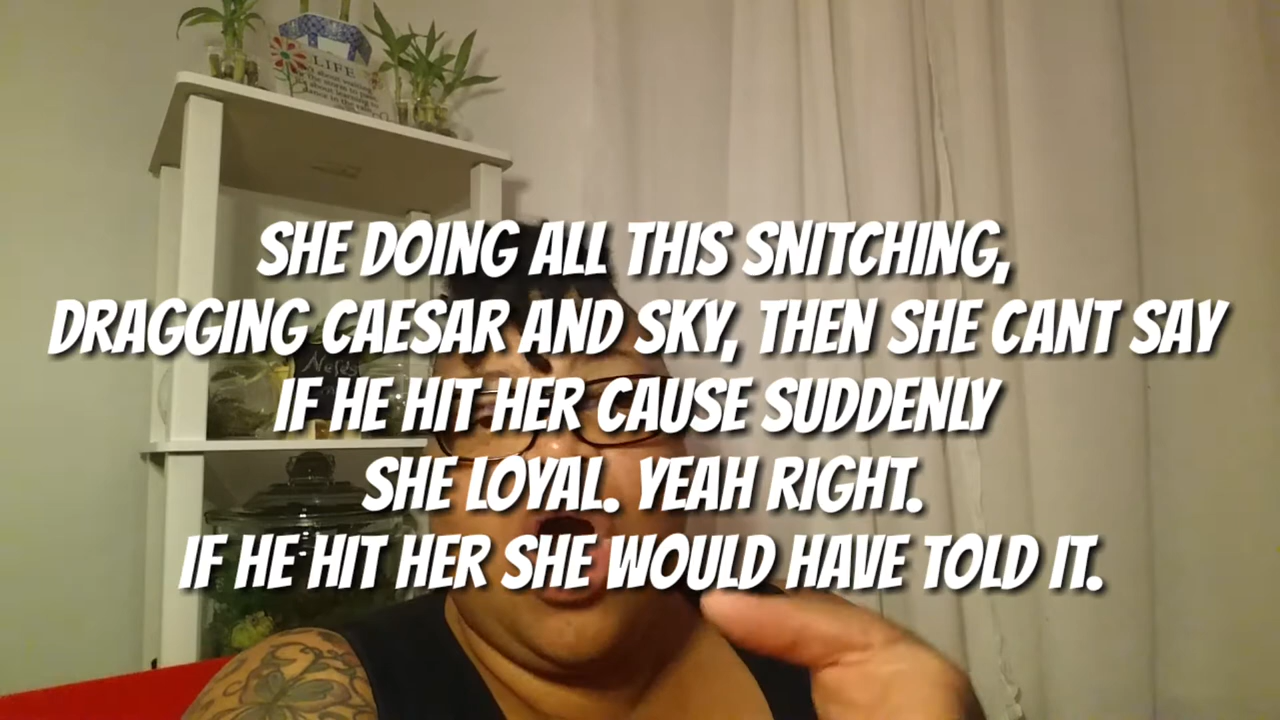 LIFE
SHE DOING ALL THIS SNITCHING,
DRAGGING CAESAR AND SKY, THEN SHE CANT SAY
IF HE HIT HER CAUSE SUDDENLY
SHE LOYAL. YEAH RIGHT.
IF HE HIT HER SHE WOULD HAVE TOLD IT.